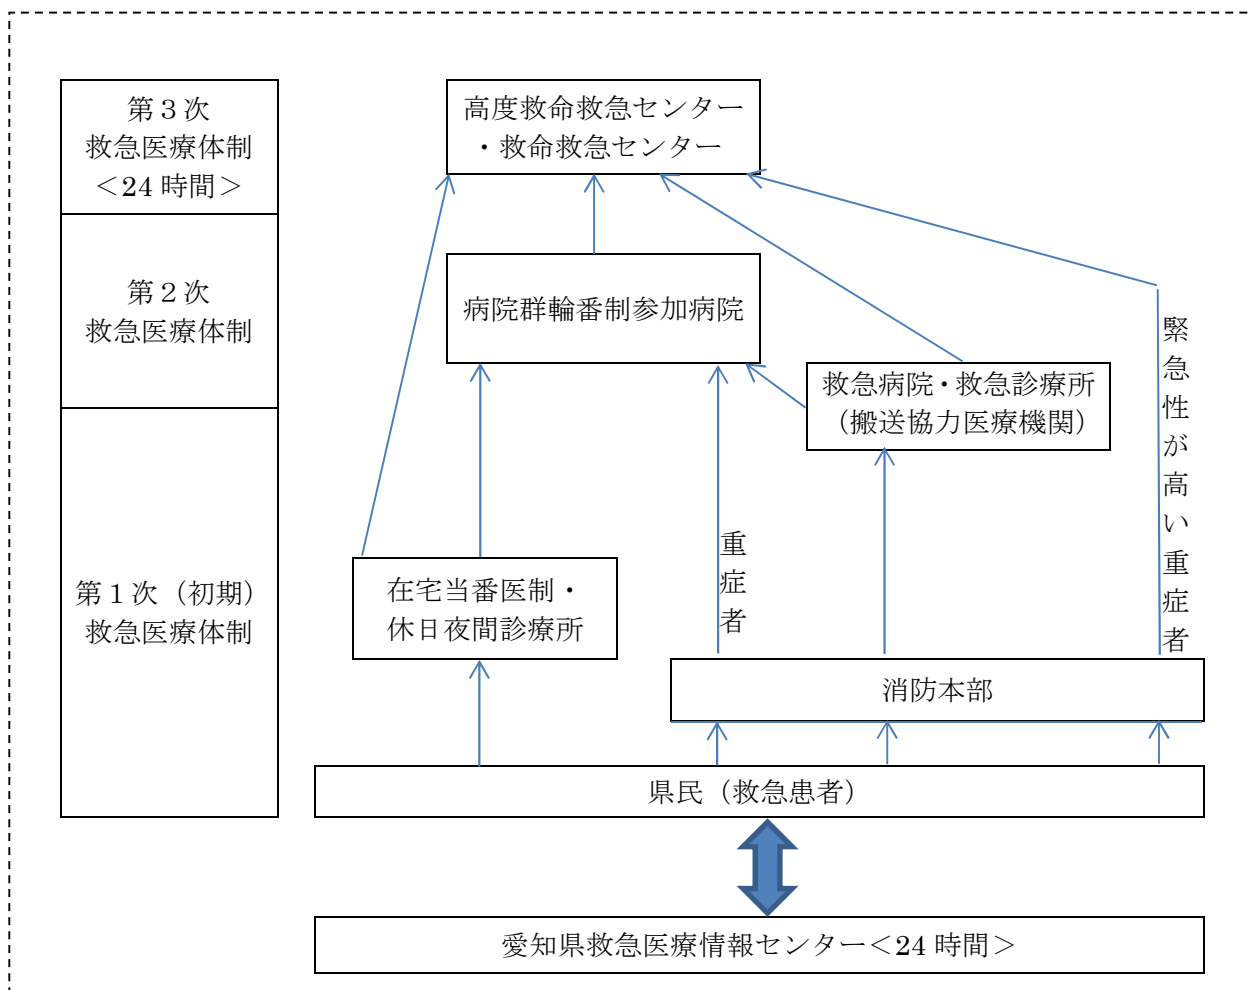 第３次
救急医療体制
＜24 時間＞
第２次
救急医療体制
第１次（初期）
救急医療体制
高度救命救急センター
・救命救急センター
病院群輪番制参加病院
救急病院・救急診療所
（搬送協力医療機関）
緊急性が高い重症者
重症者
在宅当番医制・
休日夜間診療所
消防本部
県民（救急患者）
愛知県救急医療情報センター＜24 時間＞